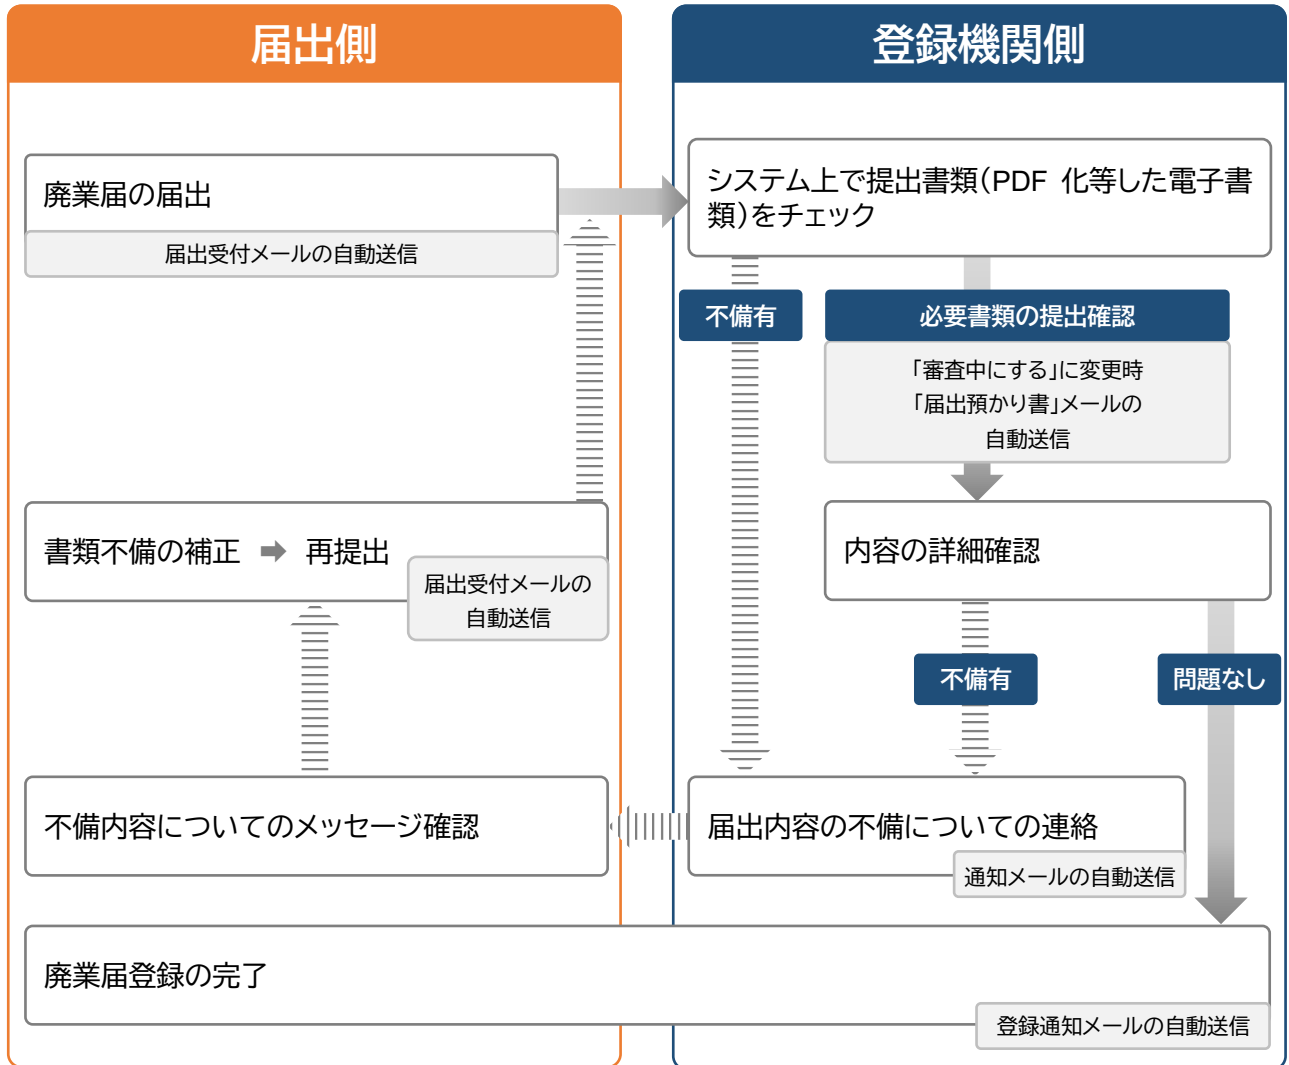 届出側
登録機関側
廃業届の届出
届出受付メールの自動送信
システム上で提出書類（PDF 化等した電子書
類）をチェック
不備有
必要書類の提出確認
「審査中にする」に変更時
「届出預かり書」メールの
自動送信
書類不備の補正 ➡ 再提出
届出受付メールの
自動送信
内容の詳細確認
不備有
問題なし
不備内容についてのメッセージ確認
届出内容の不備についての連絡
通知メールの自動送信
廃業届登録の完了
登録通知メールの自動送信